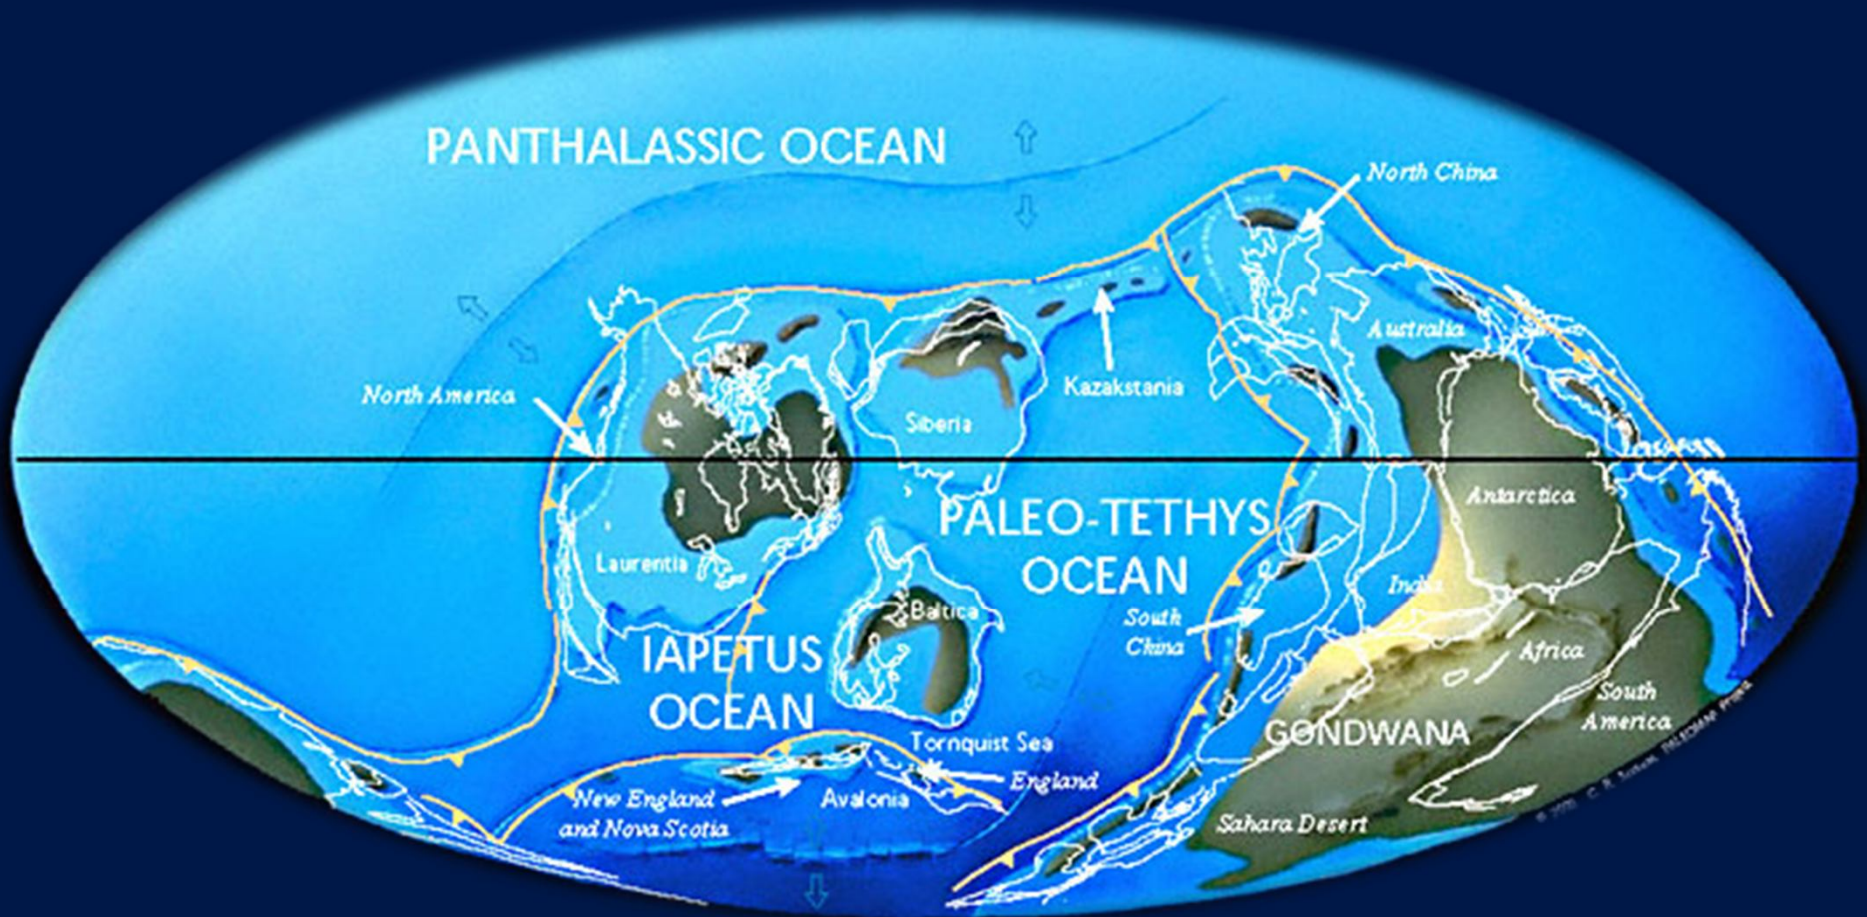 PANTHALASSIC OCEAN
North China
Australia
North America
Kazakstania
Siberia
Antarctica
PALEO-TETHYS
OCEAN
Laurentia
India
Baltica
South
China
IAPETUS
OCEAN
Africa
South
America
GONDWANA
Tornquist Sea
England
New England
and Nova Scotia
Avalonia
Sahara Desert
PALEOMAP